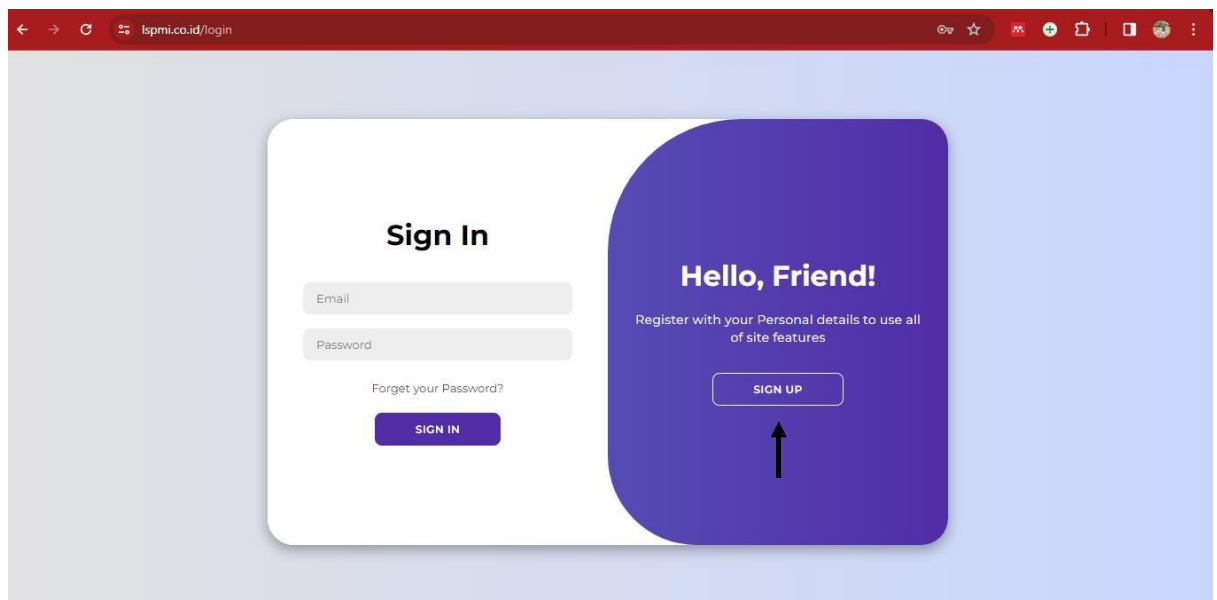 lspmi.co.id/login
Sign In
Email
Password
Forget your Password?
SIGN IN
Hello, Friend!
Register with your Personal details to use all
of site features
SIGN UP